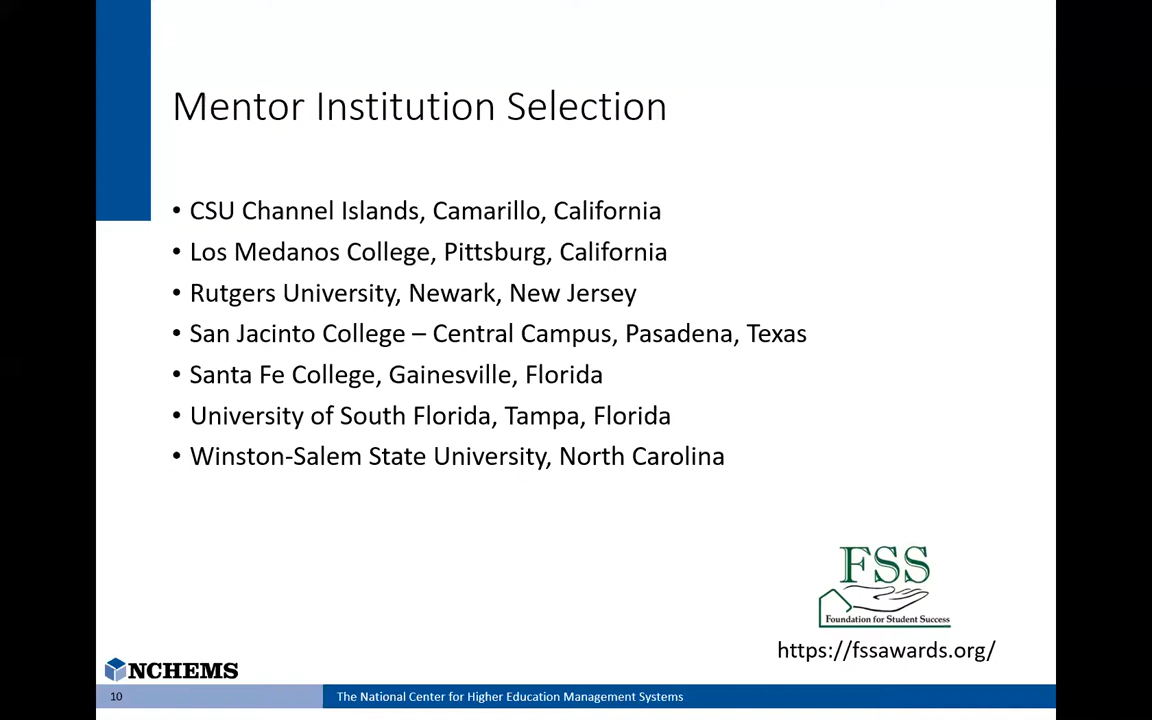 Mentor Institution Selection
• CSU Channel Islands, Camarillo, California
• Los Medanos College, Pittsburg, California
• Rutgers University, Newark, New Jersey
• San Jacinto College – Central Campus, Pasadena, Texas
• Santa Fe College, Gainesville, Florida
• University of South Florida, Tampa, Florida
• Winston-Salem State University, North Carolina
FSS
Foundation for Student Success
https://fssawards.org/
NCHEMS
10
The National Center for Higher Education Management Systems